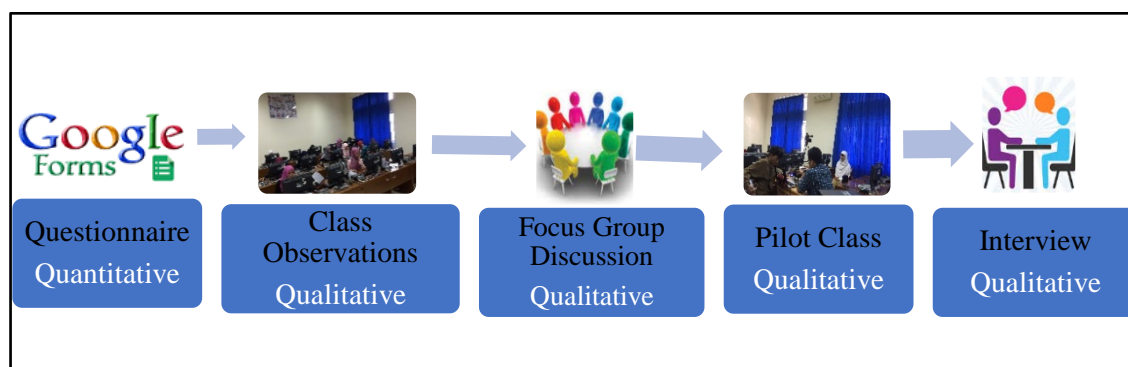 Google
Forms
Questionnaire
Quantitative
Class
Observations
Qualitative
Focus Group
Discussion
Qualitative
Pilot Class
Qualitative
Interview
Qualitative